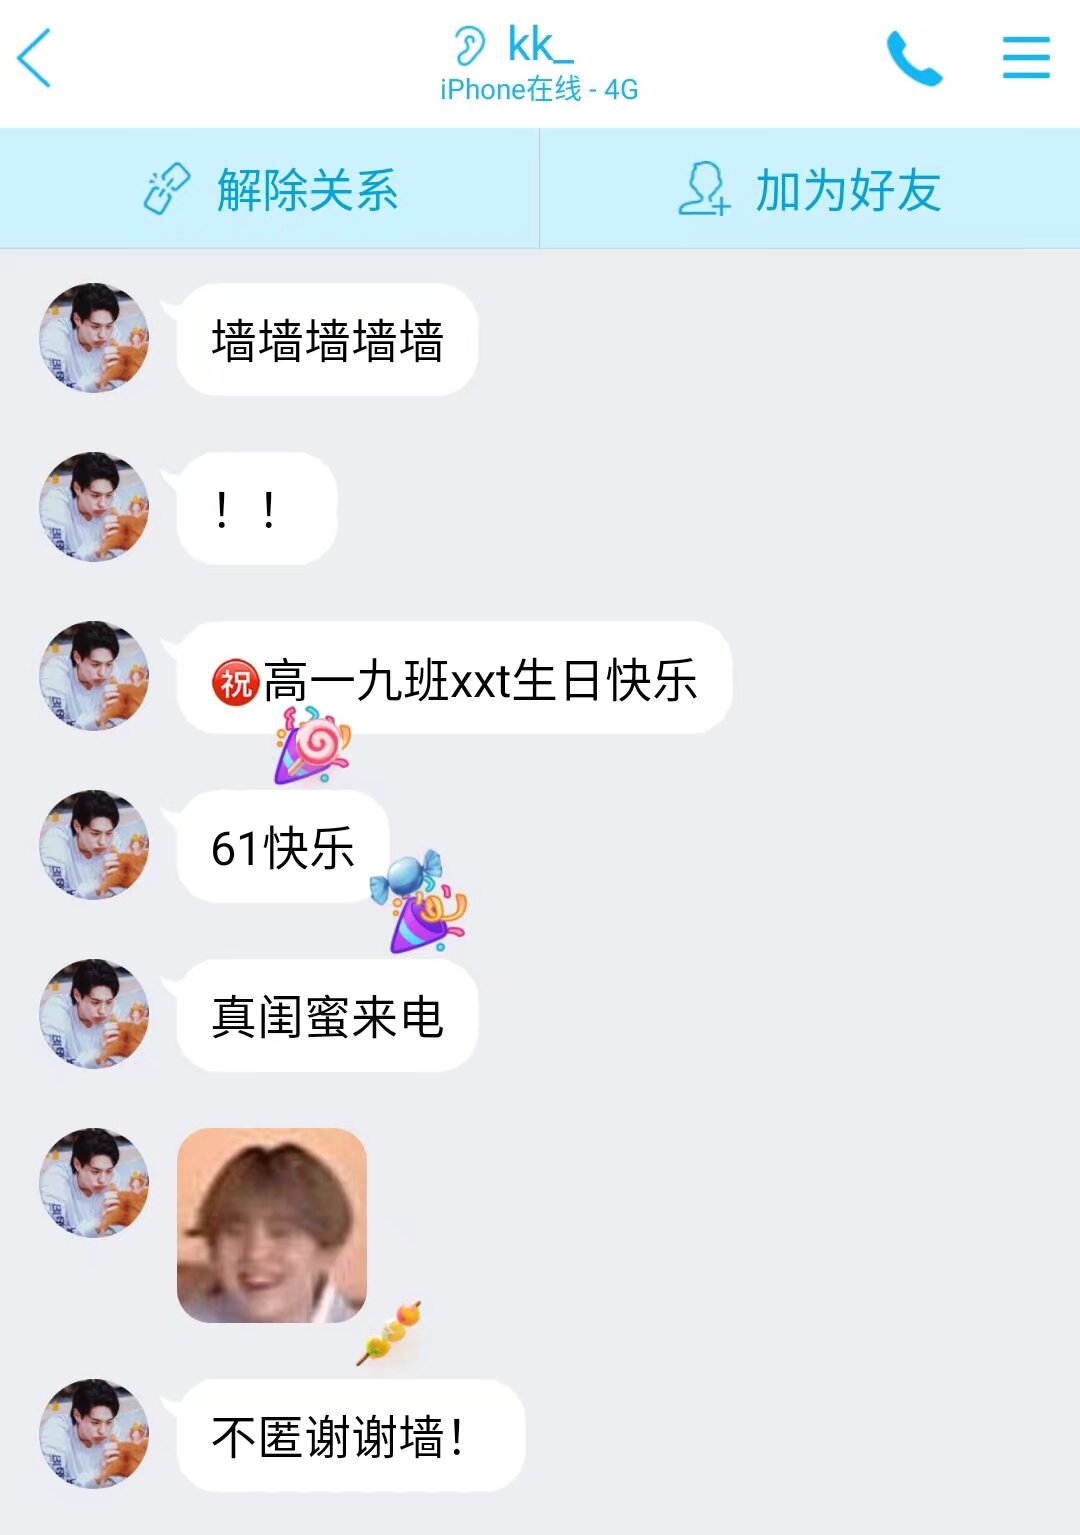 kk_
iPhone在线 - 4G
解除关系
加为好友
墙墙墙墙墙
！！
㊗高一九班xxt生日快乐
61快乐
真闺蜜来电
不匿谢谢墙！